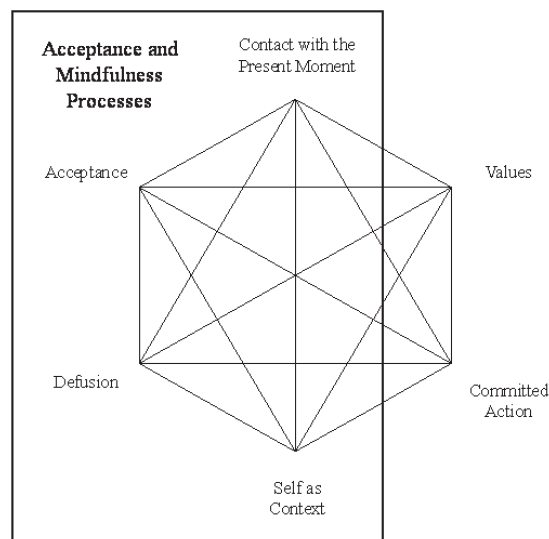 Acceptance and
Mindfulness
Processes
Contact with the
Present Moment
Acceptance
Values
Defusion
Committed
Action
Self as
Context